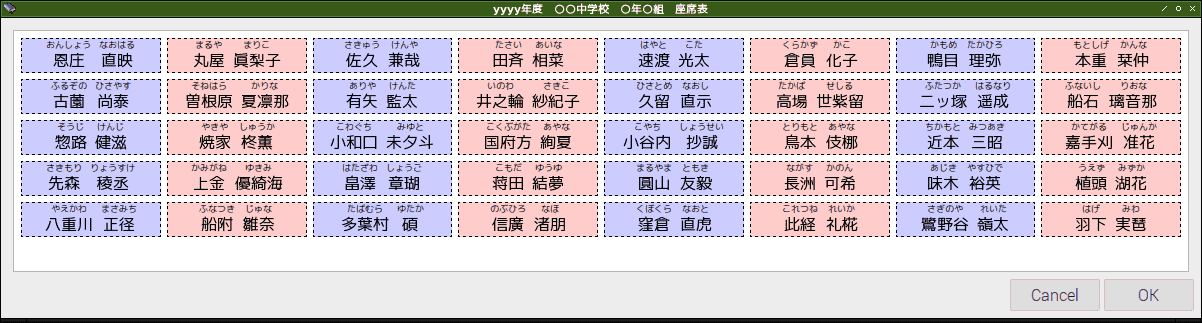 yyyy年度　〇〇中学校　〇年〇組　座席表
おんしょう なおはる まるや まりこ さきゅう けんや たさい あいな はやと こた くらかず かこ かもめ たかひろ もとしげ かんな
恩庄 直映 丸屋 眞梨子 佐久 兼哉 田斉 相菜 速渡 光太 倉員 化子 鴨目 理弥 本重 栞仲
ふるぞの ひさやす そねはら かりな ありや けんた いのわ さきこ ひさとめ なおし たかば せしる ふたつか はるなり ふないし りおな
古薗 尚泰 曽根原 夏凛那 有矢 監太 井之輪 紗紀子 久留 直示 高場 世紫留 二ッ塚 遥成 船石 璃音那
そうじ けんじ やきや しゅうか こわぐち みゆと こくぶがた あやな こやち しょうせい とりもと あやな ちかもと みつあき かてがる じゅんか
惣路 健滋 焼家 柊薫 小和口 未夕斗 国府方 絢夏 小谷内 抄誠 鳥本 伎梛 近本 三昭 嘉手刈 准花
さきもり りょうすけ かみがね ゆきみ はたざわ しょうご こもだ ゆうゆ まるやま ともき ながす かのん あじき やすひで うえず みずか
先森 稜丞 上金 優綺海 畠澤 章瑚 蒋田 結夢 圓山 友毅 長洲 可希 味木 裕英 植頭 湖花
やえかわ まさみち ふなつき じゅな たばむら ゆたか のぶひろ なほ くぼくら なおと これつね れいか さぎのや れいた はげ みわ
八重川 正径 船附 雛奈 多葉村 碩 信廣 渚朋 窪倉 直虎 此経 礼椛 鷺野谷 嶺太 羽下 実琶
Cancel OK